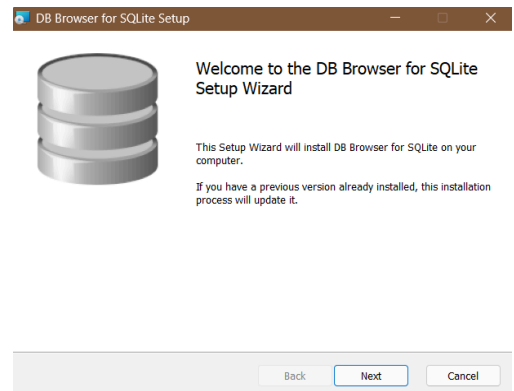 DB Browser for SQLite Setup
Welcome to the DB Browser for SQLite
Setup Wizard
This Setup Wizard will install DB Browser for SQLite on your
computer.
If you have a previous version already installed, this installation
process will update it.
Back Next Cancel